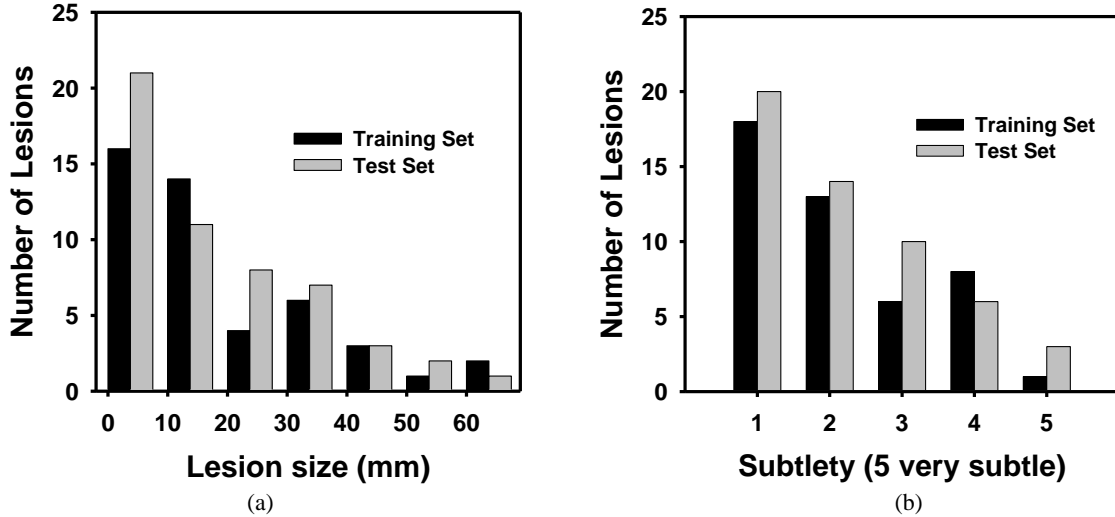 25
20
15
10
5
0
Number of Lesions
Training Set
Test Set
0 10 20 30 40 50 60
Lesion size (mm)
(a)
25
20
15
10
5
0
Number of Lesions
Training Set
Test Set
1 2 3 4 5
Subtlety (5 very subtle)
(b)